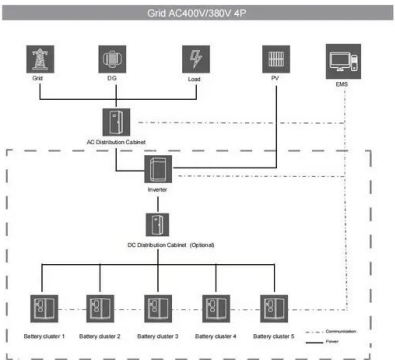 Grid AC400V/380V 4P
Grid
DG
Load
PV
EMS
AC Distribution Cabinet
Inverter
DC Distribution Cabinet (Optional)
Battery cluster 1
Battery cluster 2
Battery cluster 3
Battery cluster 4
Battery cluster 5
Communication
Power